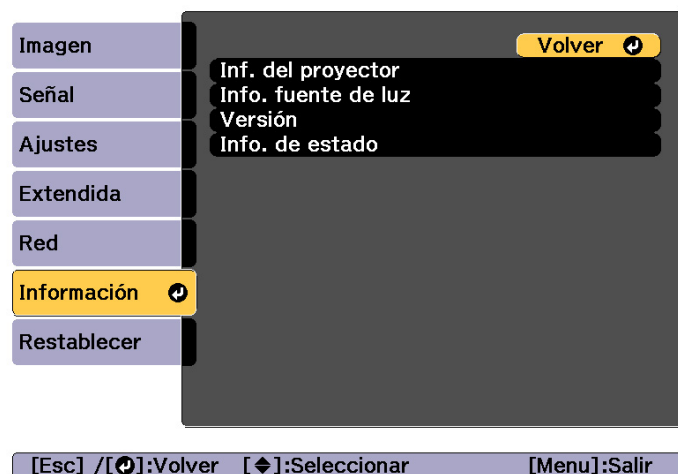 Imagen
Señal
Ajustes
Extendida
Red
Información
Restablecer
Volver
Inf. del proyector
Info. fuente de luz
Versión
Info. de estado
[Esc] /[ ]:Volver [ ]:Seleccionar [Menu]:Salir